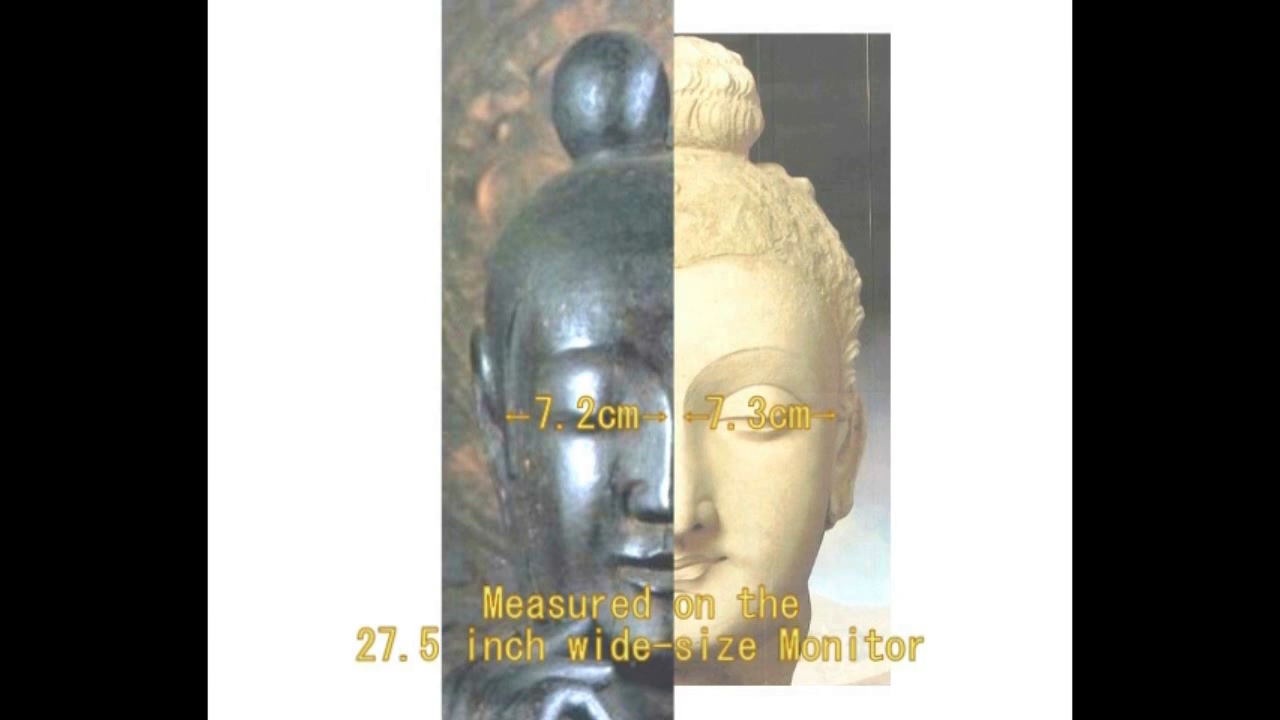 ←7.2cm→ ←7.3cm→
Measured on the
27.5 inch wide-size Monitor